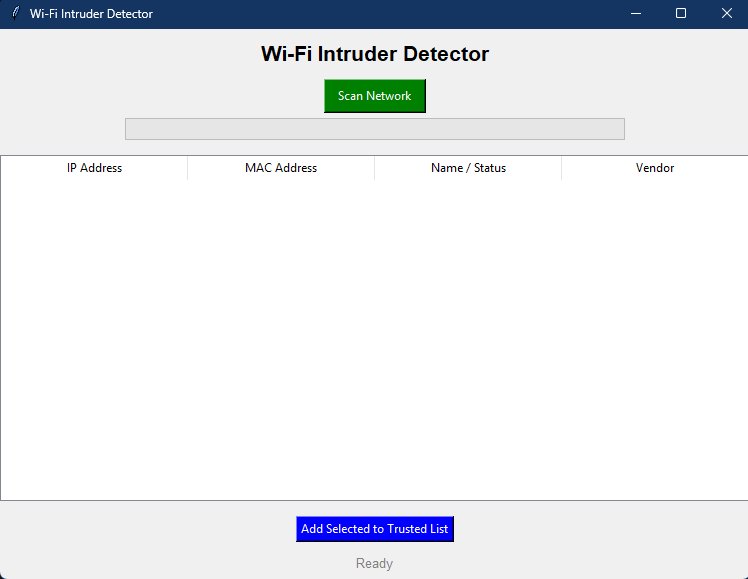 Wi-Fi Intruder Detector
Wi-Fi Intruder Detector
Scan Network
IP Address MAC Address Name / Status Vendor
Add Selected to Trusted List
Ready